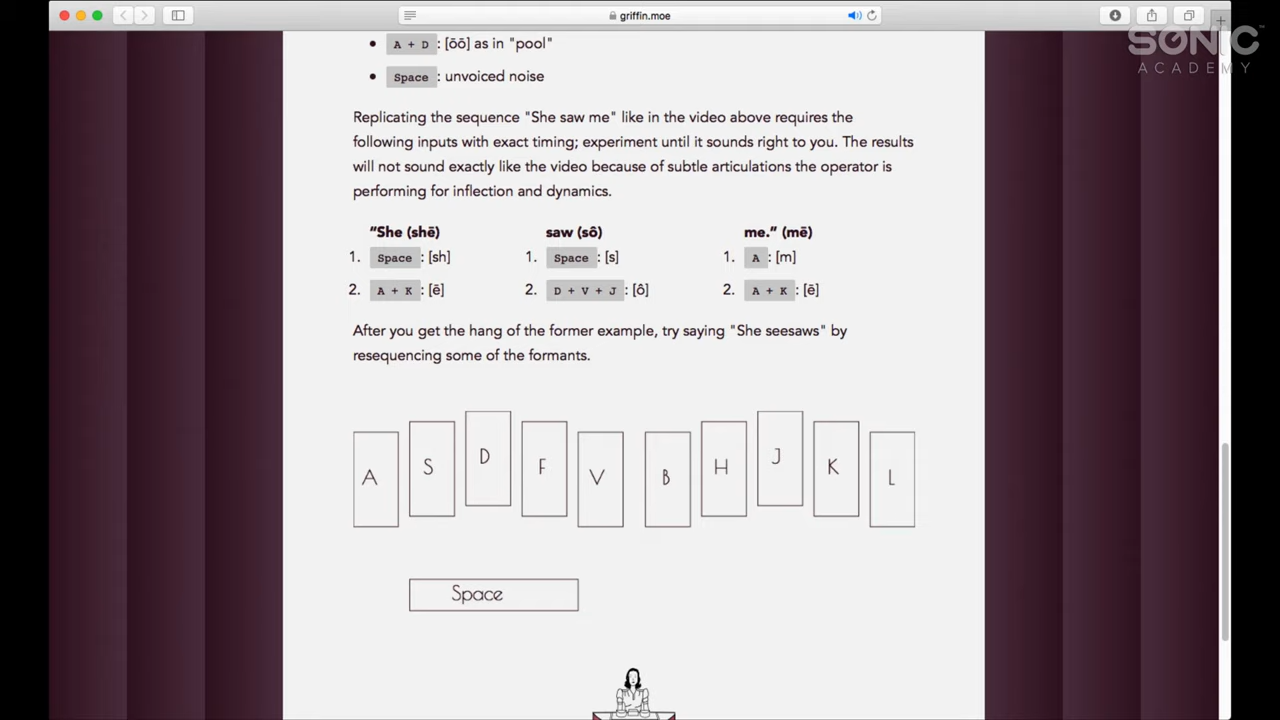 griffin.moe
SONIC
ACADEMY
• A + D : [ōō] as in "pool"
• Space : unvoiced noise
Replicating the sequence "She saw me" like in the video above requires the
following inputs with exact timing; experiment until it sounds right to you. The results
will not sound exactly like the video because of subtle articulations the operator is
performing for inflection and dynamics.
"She (shē) saw (sô) me." (mē)
1. Space : [sh] 1. Space : [s] 1. A : [m]
2. A + K : [ē] 2. D + V + J : [ô] 2. A + K : [ē]
After you get the hang of the former example, try saying "She seesaws" by
resequencing some of the formants.
A S D F V B H J K L
Space